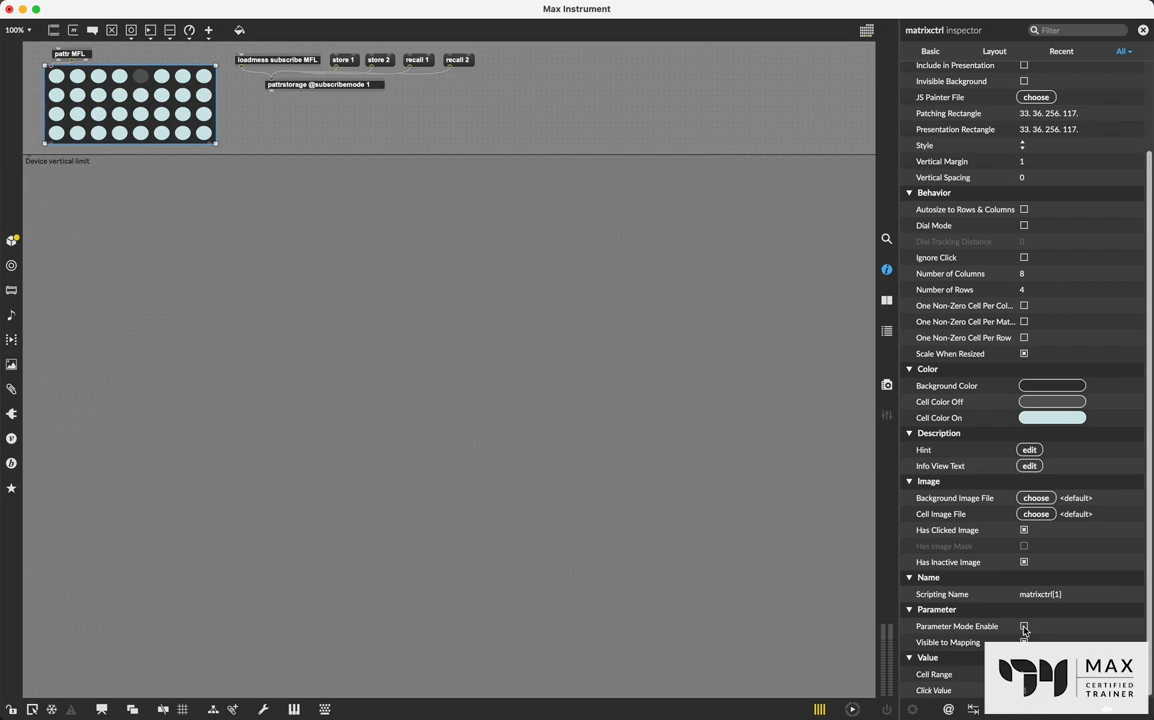 Max Instrument
100%
matrixctrl inspector
Filter
Basic
Layout
Recent
All
pattr MFL
loadmess subscribe MFL
store 1
store 2
recall 1
recall 2
pattrstorage @subscribemode 1
Device vertical limit
Include in Presentation
Invisible Background
JS Painter File choose
Patching Rectangle 33. 36. 256. 117.
Presentation Rectangle 33. 36. 256. 117.
Style
Vertical Margin 1
Vertical Spacing 0
Behavior
Autosize to Rows & Columns
Dial Mode
Dial Tracking Distance 0
Ignore Click
Number of Columns 8
Number of Rows 4
One Non-Zero Cell Per Col...
One Non-Zero Cell Per Mat...
One Non-Zero Cell Per Row
Scale When Resized
Color
Background Color
Cell Color Off
Cell Color On
Description
Hint edit
Info View Text edit
Image
Background Image File choose <default>
Cell Image File choose <default>
Has Clicked Image
Has Image Mask
Has Inactive Image
Name
Scripting Name matrixctrl[1]
Parameter
Parameter Mode Enable
Visible to Mapping
Value
Cell Range
Click Value
MAX
CERTIFIED
TRAINER